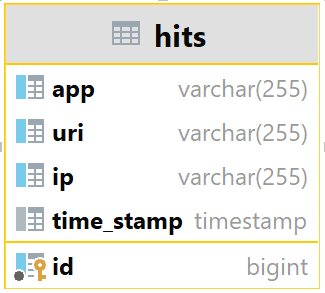 hits
app varchar(255)
uri varchar(255)
ip varchar(255)
time_stamp timestamp
id bigint